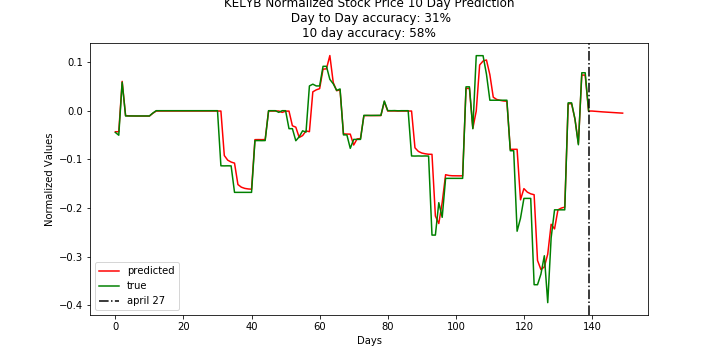 KELYB Normalized Stock Price 10 Day Prediction
Day to Day accuracy: 31%
10 day accuracy: 58%
0.1
0.0
−0.1
−0.2
−0.3
−0.4
Normalized Values
predicted
true
april 27
0 20 40 60 80 100 120 140
Days